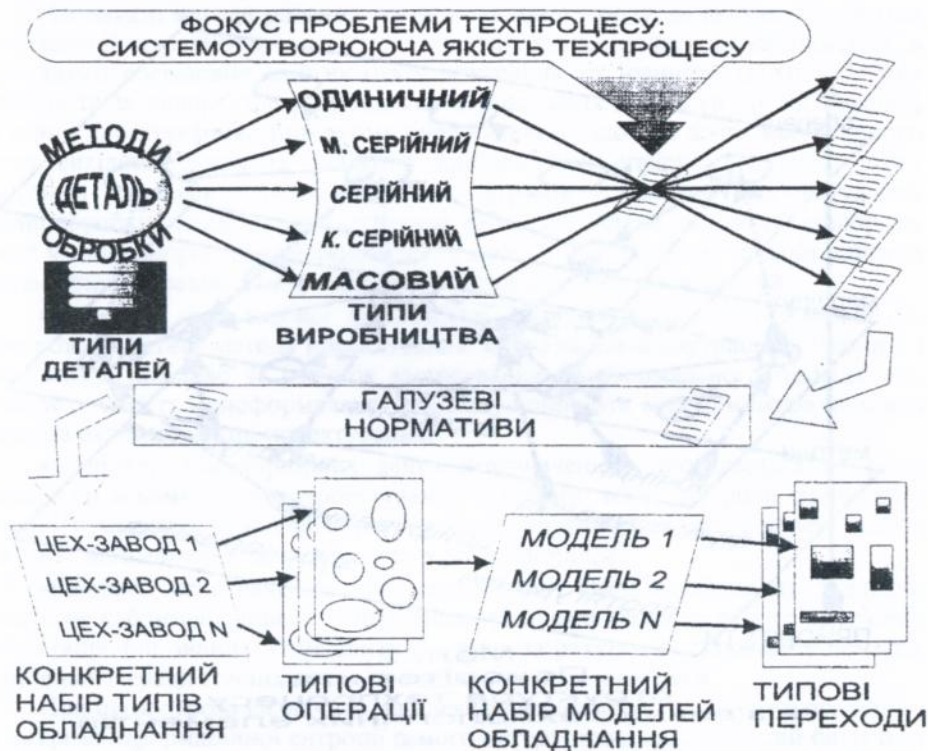 ФОКУС ПРОБЛЕМИ ТЕХПРОЦЕСУ:
СИСТЕМОУТВОРЮЮЧА ЯКІСТЬ ТЕХПРОЦЕСУ
МЕТОДИ
ДЕТАЛЬ
ОБРОБКИ
ТИПИ
ДЕТАЛЕЙ
ОДИНИЧНИЙ
М. СЕРІЙНИЙ
СЕРІЙНИЙ
К. СЕРІЙНИЙ
МАСОВИЙ
ТИПИ
ВИРОБНИЦТВА
ГАЛУЗЕВІ
НОРМАТИВИ
ЦЕХ-ЗАВОД 1
ЦЕХ-ЗАВОД 2
ЦЕХ-ЗАВОД N
КОНКРЕТНИЙ
НАБІР ТИПІВ
ОБЛАДНАННЯ
ТИПОВІ
ОПЕРАЦІЇ
МОДЕЛЬ 1
МОДЕЛЬ 2
МОДЕЛЬ N
КОНКРЕТНИЙ
НАБІР МОДЕЛЕЙ
ОБЛАДНАННЯ
ТИПОВІ
ПЕРЕХОДИ